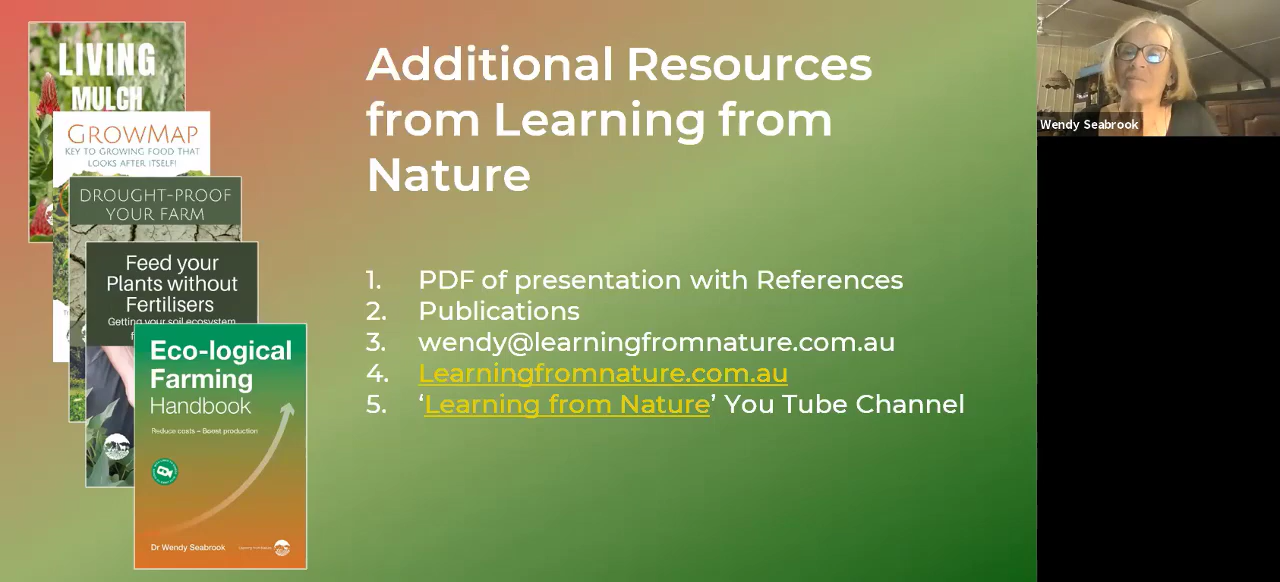 LIVING
MULCH
GROWMAP
KEY TO GROWING FOOD THAT
LOOKS AFTER ITSELF!
DROUGHT-PROOF
YOUR FARM
Feed your
Plants without
Fertilisers
Getting your soil ecosystem
Eco-logical
Farming
Handbook
Reduce costs – Boost production
Dr Wendy Seabrook
Additional Resources
from Learning from
Nature
1. PDF of presentation with References
2. Publications
3. wendy@learningfromnature.com.au
4. Learningfromnature.com.au
5. ‘Learning from Nature’ You Tube Channel
Wendy Seabrook